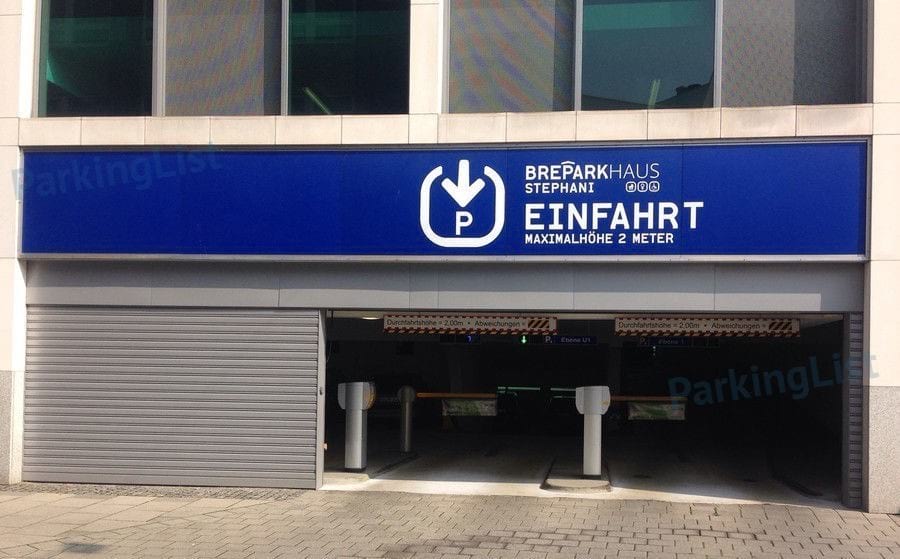 BREPARKHAUS
STEPHANI
P
EINFAHRT
MAXIMALHÖHE 2 METER
Durchfahrtshöhe = 2,00m • Abweichungen =
Durchfahrtshöhe = 2,00m • Abweichungen =
P Ebene U1
Ebene 1
ParkingList
ParkingList